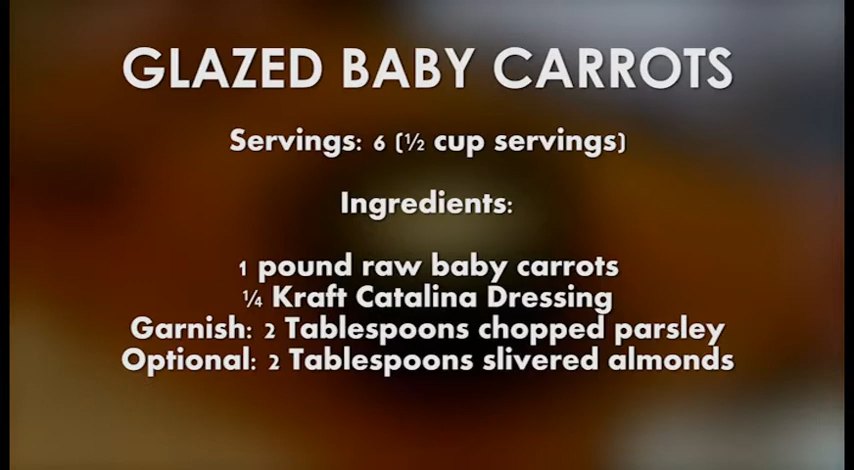 GLAZED BABY CARROTS
Servings: 6 (½ cup servings)
Ingredients:
1 pound raw baby carrots
¼ Kraft Catalina Dressing
Garnish: 2 Tablespoons chopped parsley
Optional: 2 Tablespoons slivered almonds